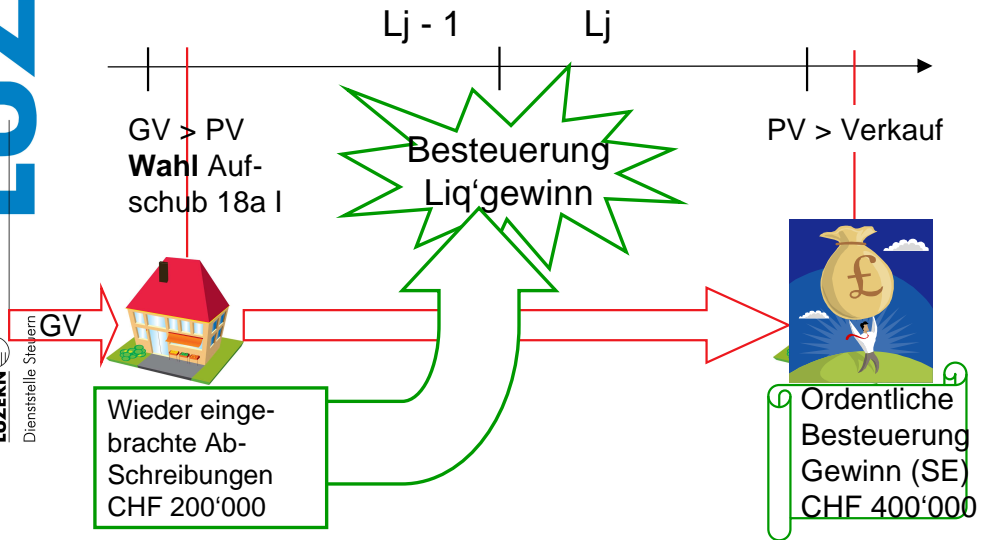 Lj - 1
Lj
GV > PV
Wahl Auf-
schub 18a I
Besteuerung
Liq‘gewinn
PV > Verkauf
£
GV
Wieder einge-
brachte Ab-
Schreibungen
CHF 200‘000
Ordentliche
Besteuerung
Gewinn (SE)
CHF 400‘000
LUZERN
Dienststelle Steuern